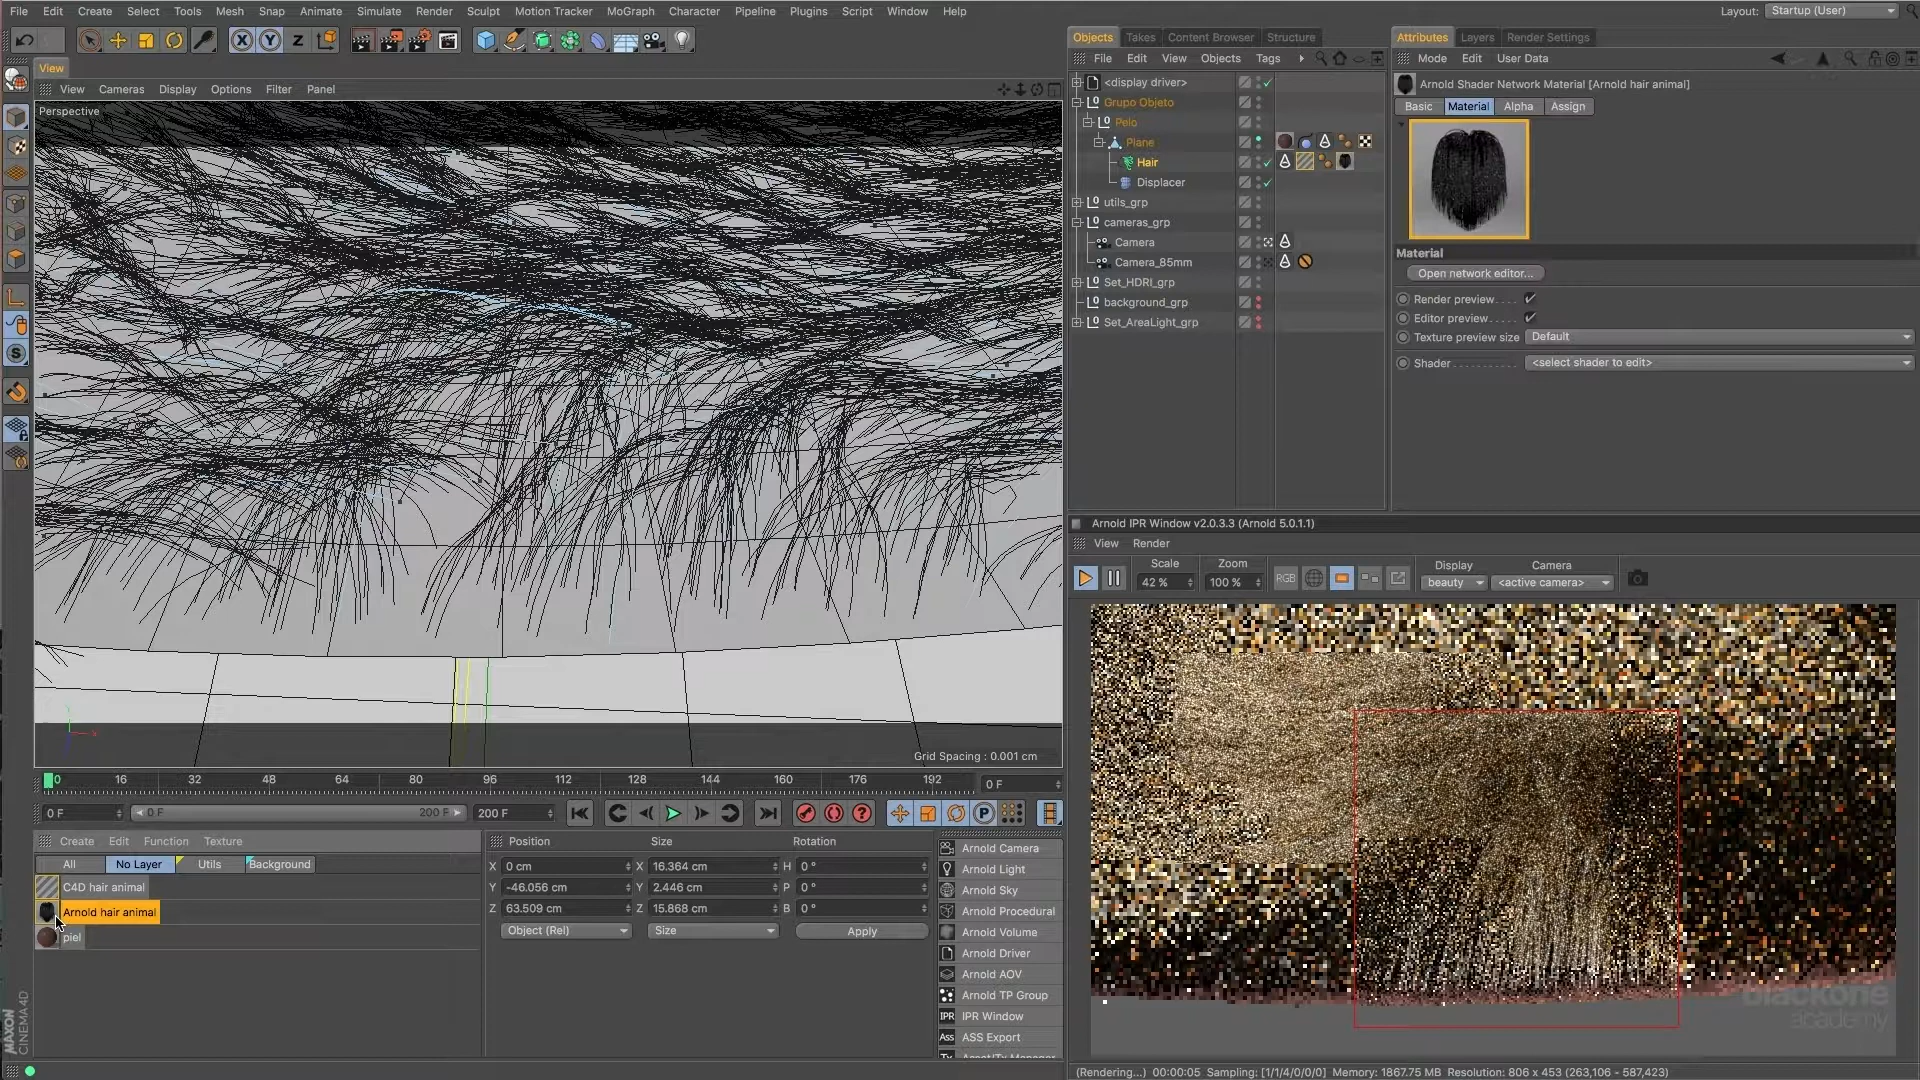 File Edit Create Select Tools Mesh Snap Animate Simulate Render Sculpt Motion Tracker MoGraph Character Pipeline Plugins Script Window Help
Layout: Startup (User)
View
View Cameras Display Options Filter Panel
Perspective
Grid Spacing : 0.001 cm
0 16 32 48 64 80 96 112 128 144 160 176 192 0 F
0 F 0 F 200 F 200 F
Create Edit Function Texture
All No Layer Utils Background
C4D hair animal
Arnold hair animal
piel
MAXON
CINEMA4D
Position Size Rotation
X 0 cm X 16.364 cm H 0 °
Y -46.056 cm Y 2.446 cm P 0 °
Z 63.509 cm Z 15.868 cm B 0 °
Object (Rel) Size Apply
Arnold Camera
Arnold Light
Arnold Sky
Arnold Procedural
Arnold Volume
Arnold Driver
Arnold AOV
Arnold TP Group
IPR IPR Window
Ass ASS Export
Objects Takes Content Browser Structure
File Edit View Objects Tags
<display driver>
Grupo Objeto
Pelo
Plane
Hair
Displacer
utils_grp
cameras_grp
Camera
Camera_85mm
Set_HDRI_grp
background_grp
Set_AreaLight_grp
Attributes Layers Render Settings
Mode Edit User Data
Arnold Shader Network Material [Arnold hair animal]
Basic Material Alpha Assign
Material
Open network editor...
Render preview
Editor preview
Texture preview size Default
Shader <select shader to edit>
Arnold IPR Window v2.0.3.3 (Arnold 5.0.1.1)
View Render
Scale Zoom Display Camera
42 % 100 % RGB beauty <active camera>
blackone
academy
(Rendering...) 00:00:05 Sampling: [1/1/4/0/0/0] Memory: 1867.75 MB Resolution: 806 x 453 (263,106 - 587,423)